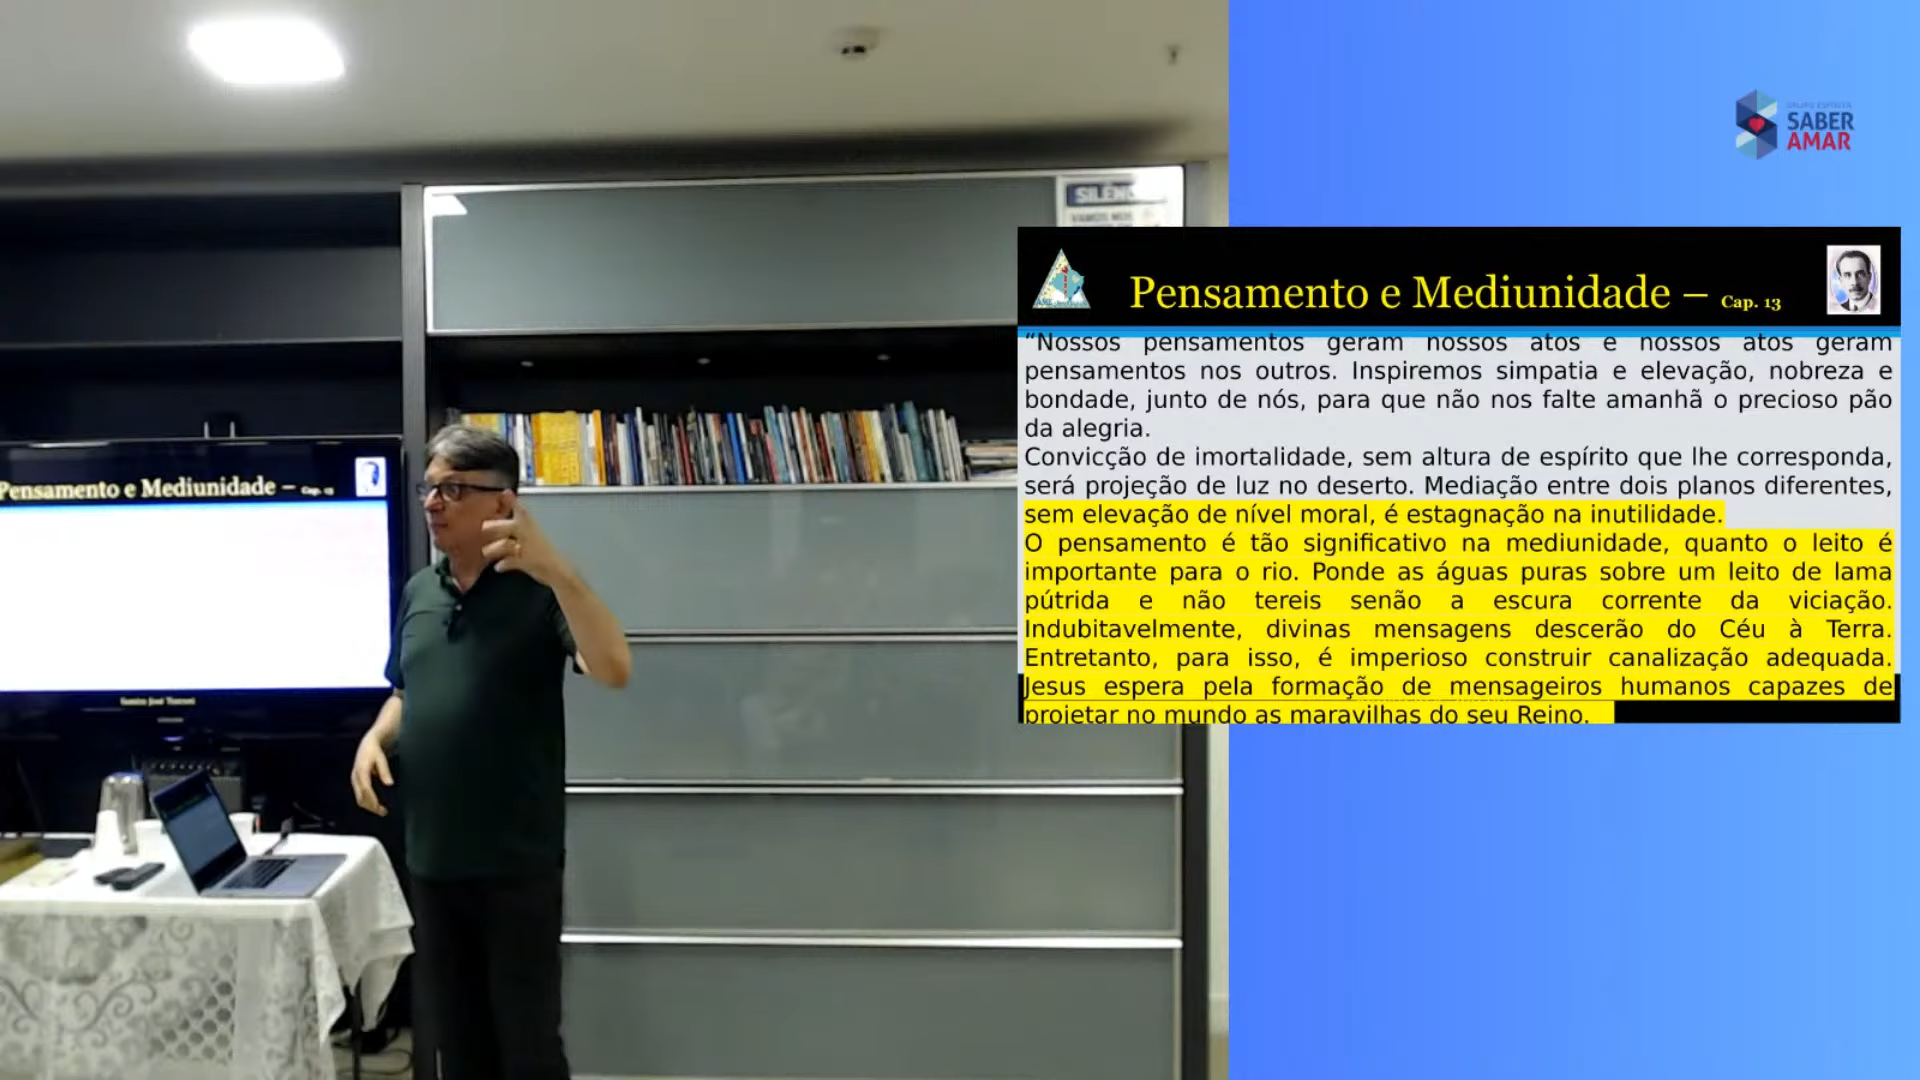 GRUPO ESPÍRITA
SABER
AMAR
SILÊNCIO
Pensamento e Mediunidade – Cap. 13
“Nossos pensamentos geram nossos atos e nossos atos geram
pensamentos nos outros. Inspiremos simpatia e elevação, nobreza e
bondade, junto de nós, para que não nos falte amanhã o precioso pão
da alegria.
Convicção de imortalidade, sem altura de espírito que lhe corresponda,
será projeção de luz no deserto. Mediação entre dois planos diferentes,
sem elevação de nível moral, é estagnação na inutilidade.
O pensamento é tão significativo na mediunidade, quanto o leito é
importante para o rio. Ponde as águas puras sobre um leito de lama
pútrida e não tereis senão a escura corrente da viciação.
Indubitavelmente, divinas mensagens descerão do Céu à Terra.
Entretanto, para isso, é imperioso construir canalização adequada.
Jesus espera pela formação de mensageiros humanos capazes de
projetar no mundo as maravilhas do seu Reino.
Pensamento e Mediunidade – Cap. 13